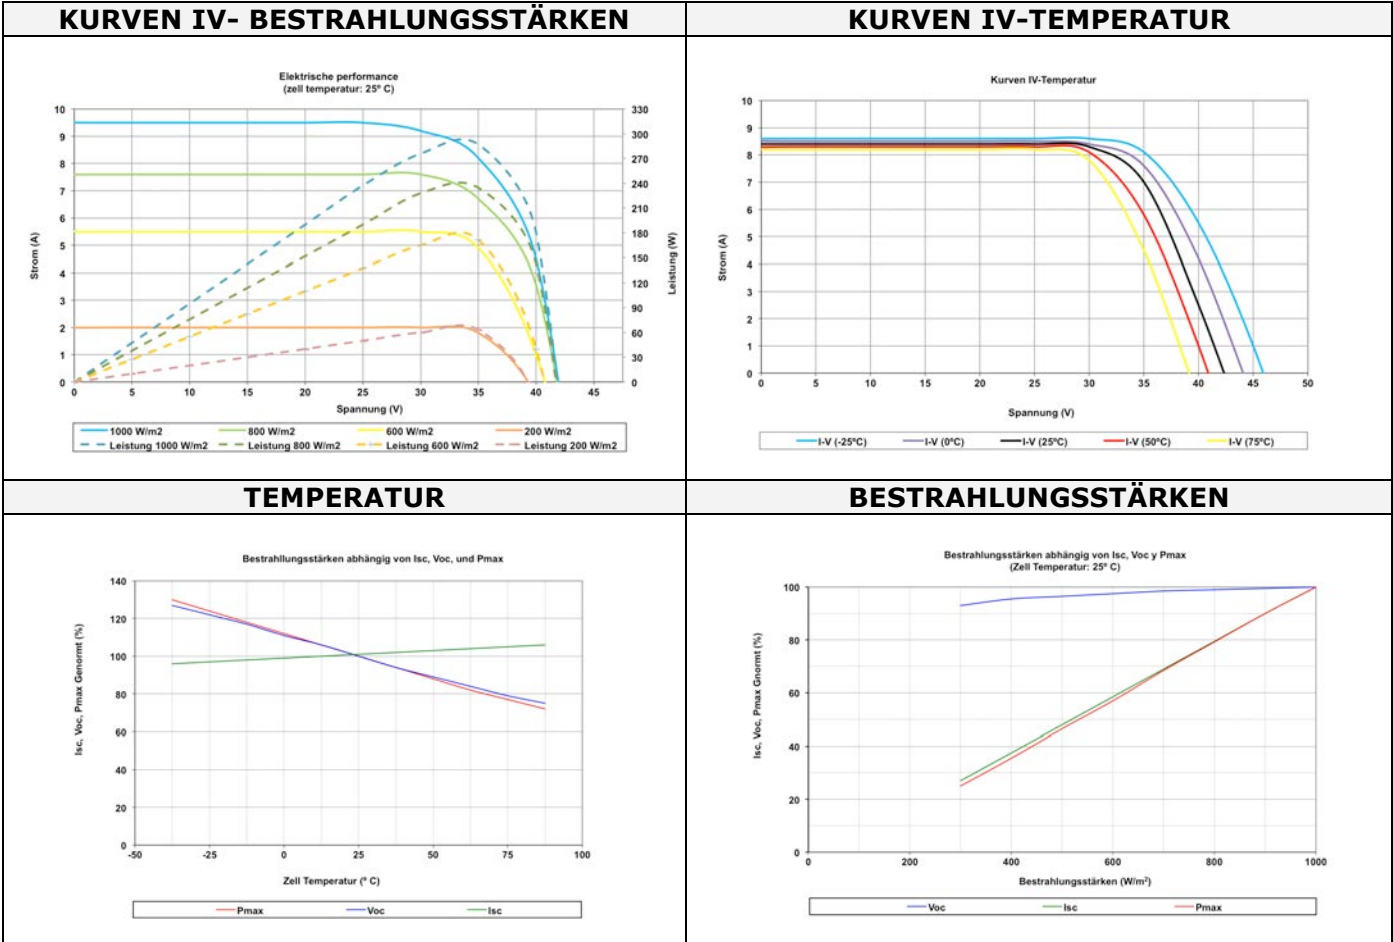 KURVEN IV- BESTRAHLUNGSSTÄRKEN
Elektrische performance
(zell temperatur: 25º C)
10
9
8
7
6
5
4
3
2
1
0
Strom (A)
330
300
270
240
210
180
150
120
90
60
30
0
Leistung (W)
0 5 10 15 20 25 30 35 40 45
Spannung (V)
1000 W/m2 800 W/m2 600 W/m2 200 W/m2
Leistung 1000 W/m2 Leistung 800 W/m2 Leistung 600 W/m2 Leistung 200 W/m2
KURVEN IV-TEMPERATUR
Kurven IV-Temperatur
10
9
8
7
6
5
4
3
2
1
0
Strom (A)
0 5 10 15 20 25 30 35 40 45 50
Spannung (V)
I-V (-25ºC) I-V (0ºC) I-V (25ºC) I-V (50ºC) I-V (75ºC)
TEMPERATUR
Bestrahllungsstärken abhängig von Isc, Voc, und Pmax
140
120
100
80
60
40
20
0
Isc, Voc, Pmax Genormt (%)
-50 -25 0 25 50 75 100
Zell Temperatur (º C)
Pmax Voc Isc
BESTRAHLUNGSSTÄRKEN
Bestrahlungsstärken abhängig von Isc, Voc y Pmax
(Zell Temperatur: 25º C)
100
80
60
40
20
0
Isc, Voc, Pmax Gnormt (%)
0 200 400 600 800 1000
Bestrahlungsstärken (W/m²)
Voc Isc Pmax